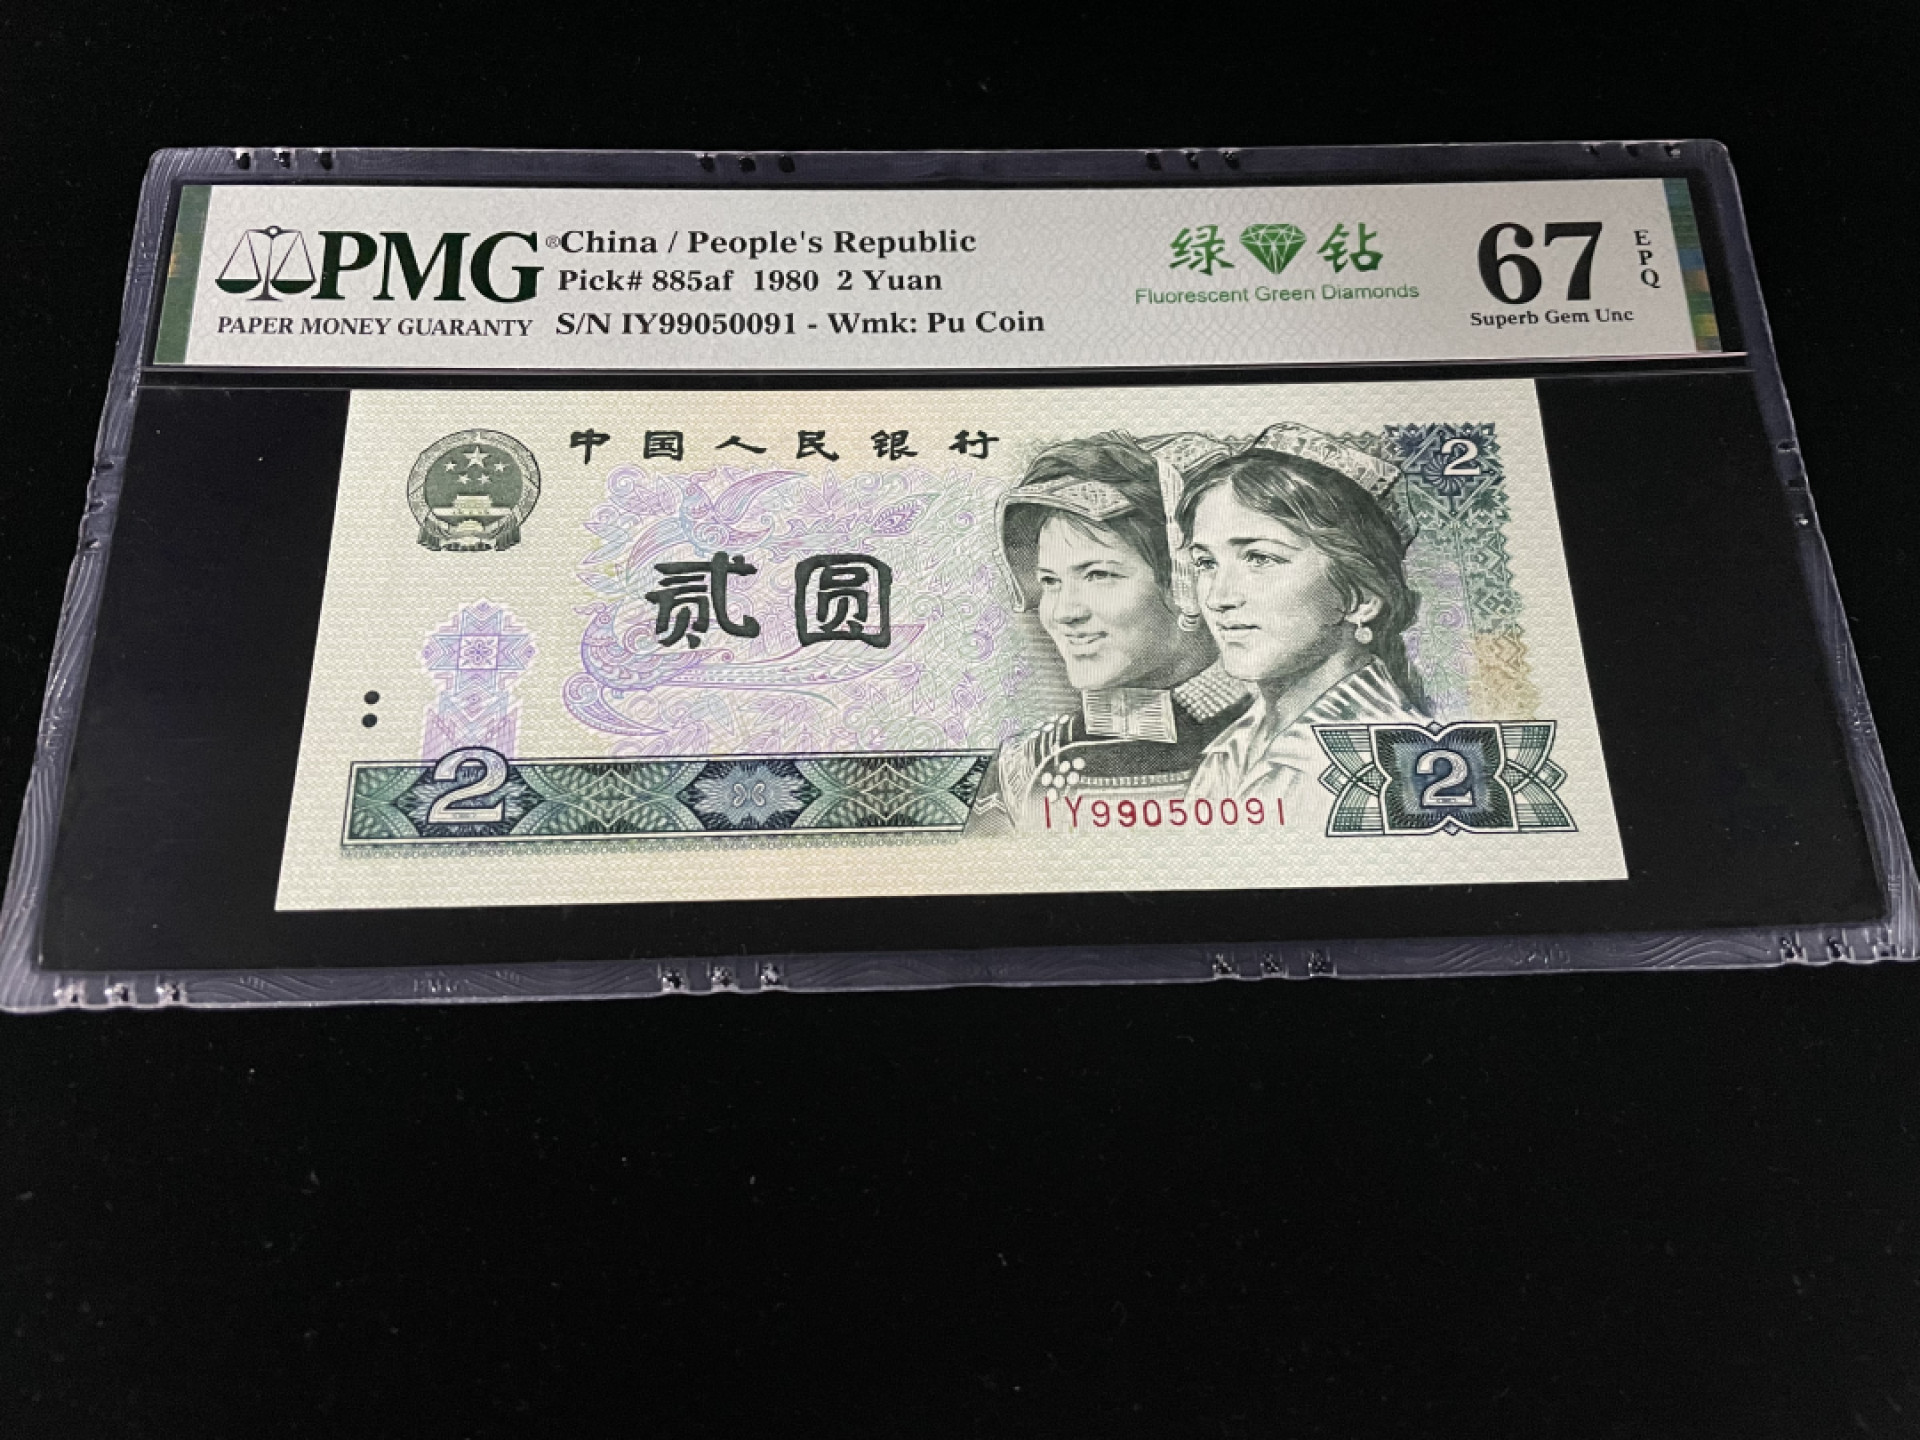 PMG®
PAPER MONEY GUARANTY
China / People's Republic
Pick# 885af 1980 2 Yuan
S/N IY99050091 - Wmk: Pu Coin
绿钻
Fluorescent Green Diamonds
67
EPQ
Superb Gem Unc
中国人民银行
2
贰圆
2
2
IY99050091